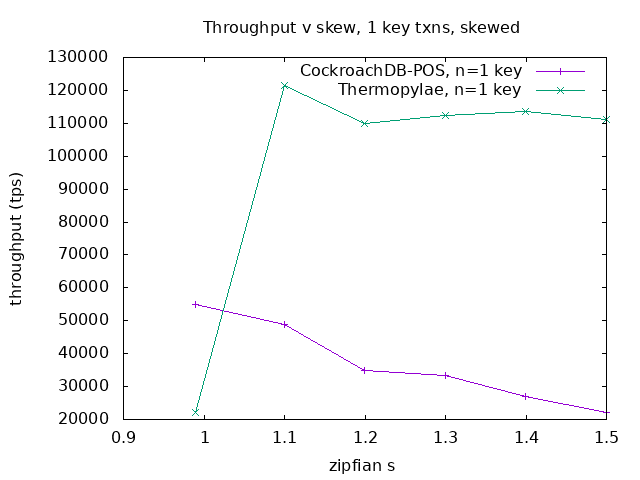 Throughput v skew, 1 key txns, skewed
130000
120000
110000
100000
90000
80000
70000
60000
50000
40000
30000
20000
throughput (tps)
CockroachDB-POS, n=1 key
Thermopylae, n=1 key
0.9 1 1.1 1.2 1.3 1.4 1.5
zipfian s